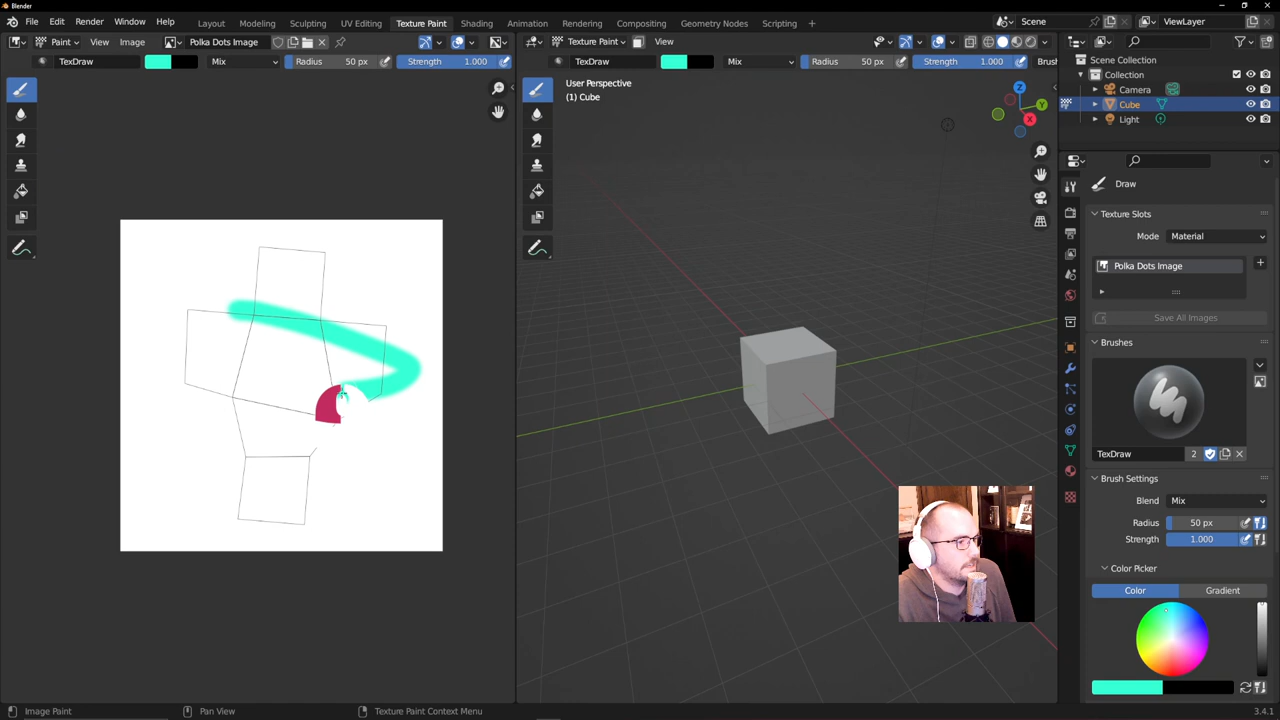 Blender
File Edit Render Window Help
Layout Modeling Sculpting UV Editing Texture Paint Shading Animation Rendering Compositing Geometry Nodes Scripting +
Scene
ViewLayer
Paint View Image Polka Dots Image
Texture Paint View
TexDraw Mix Radius 50 px Strength 1.000
TexDraw Mix Radius 50 px Strength 1.000 Brush
User Perspective
(1) Cube
Z
Y
X
Scene Collection
Collection
Camera
Cube
Light
Draw
Texture Slots
Mode Material
Polka Dots Image
Save All Images
Brushes
TexDraw 2
Brush Settings
Blend Mix
Radius 50 px
Strength 1.000
Color Picker
Color Gradient
Image Paint Pan View Texture Paint Context Menu 3.4.1